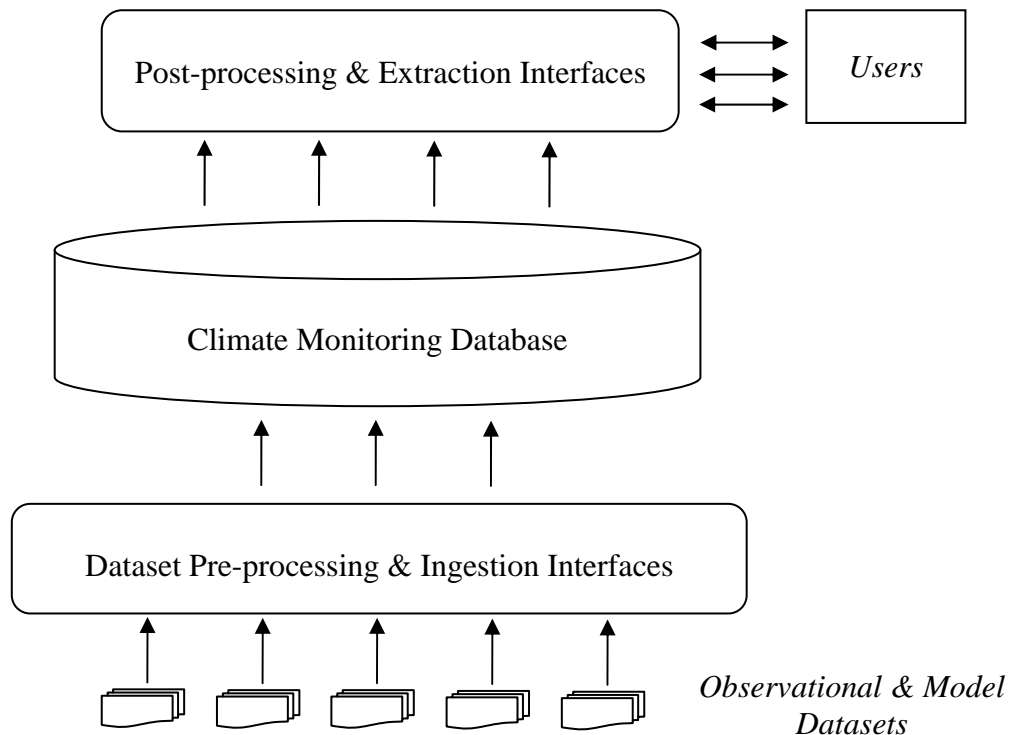 Post-processing & Extraction Interfaces
Users
Climate Monitoring Database
Dataset Pre-processing & Ingestion Interfaces
Observational & Model
Datasets